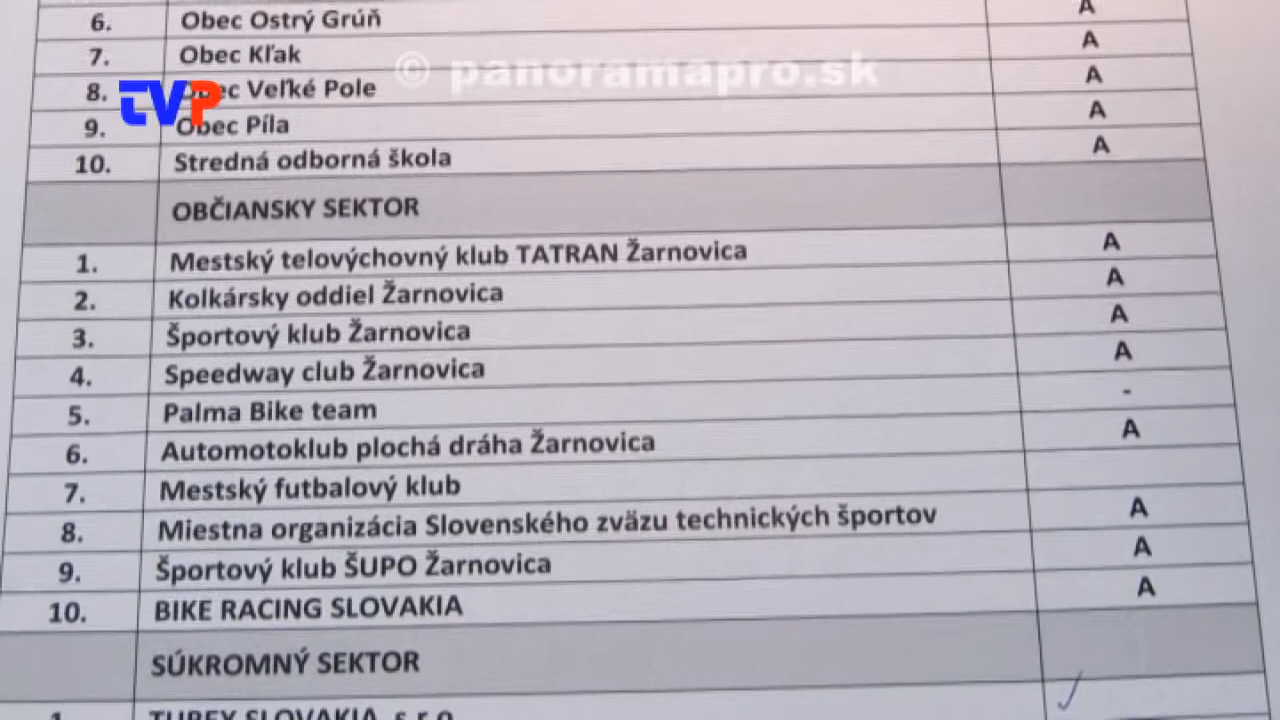 6. Obec Ostrý Grúň A
7. Obec Kľak A
© panoramapro.sk
8. Obec Veľké Pole A
TVP
9. Obec Píla A
10. Stredná odborná škola A
OBČIANSKY SEKTOR
1. Mestský telovýchovný klub TATRAN Žarnovica A
2. Kolkársky oddiel Žarnovica A
3. Športový klub Žarnovica A
4. Speedway club Žarnovica A
5. Palma Bike team -
6. Automotoklub plochá dráha Žarnovica A
7. Mestský futbalový klub
8. Miestna organizácia Slovenského zväzu technických športov A
9. Športový klub ŠUPO Žarnovica A
10. BIKE RACING SLOVAKIA A
SÚKROMNÝ SEKTOR
1. SLOVAKIA, s.r.o.